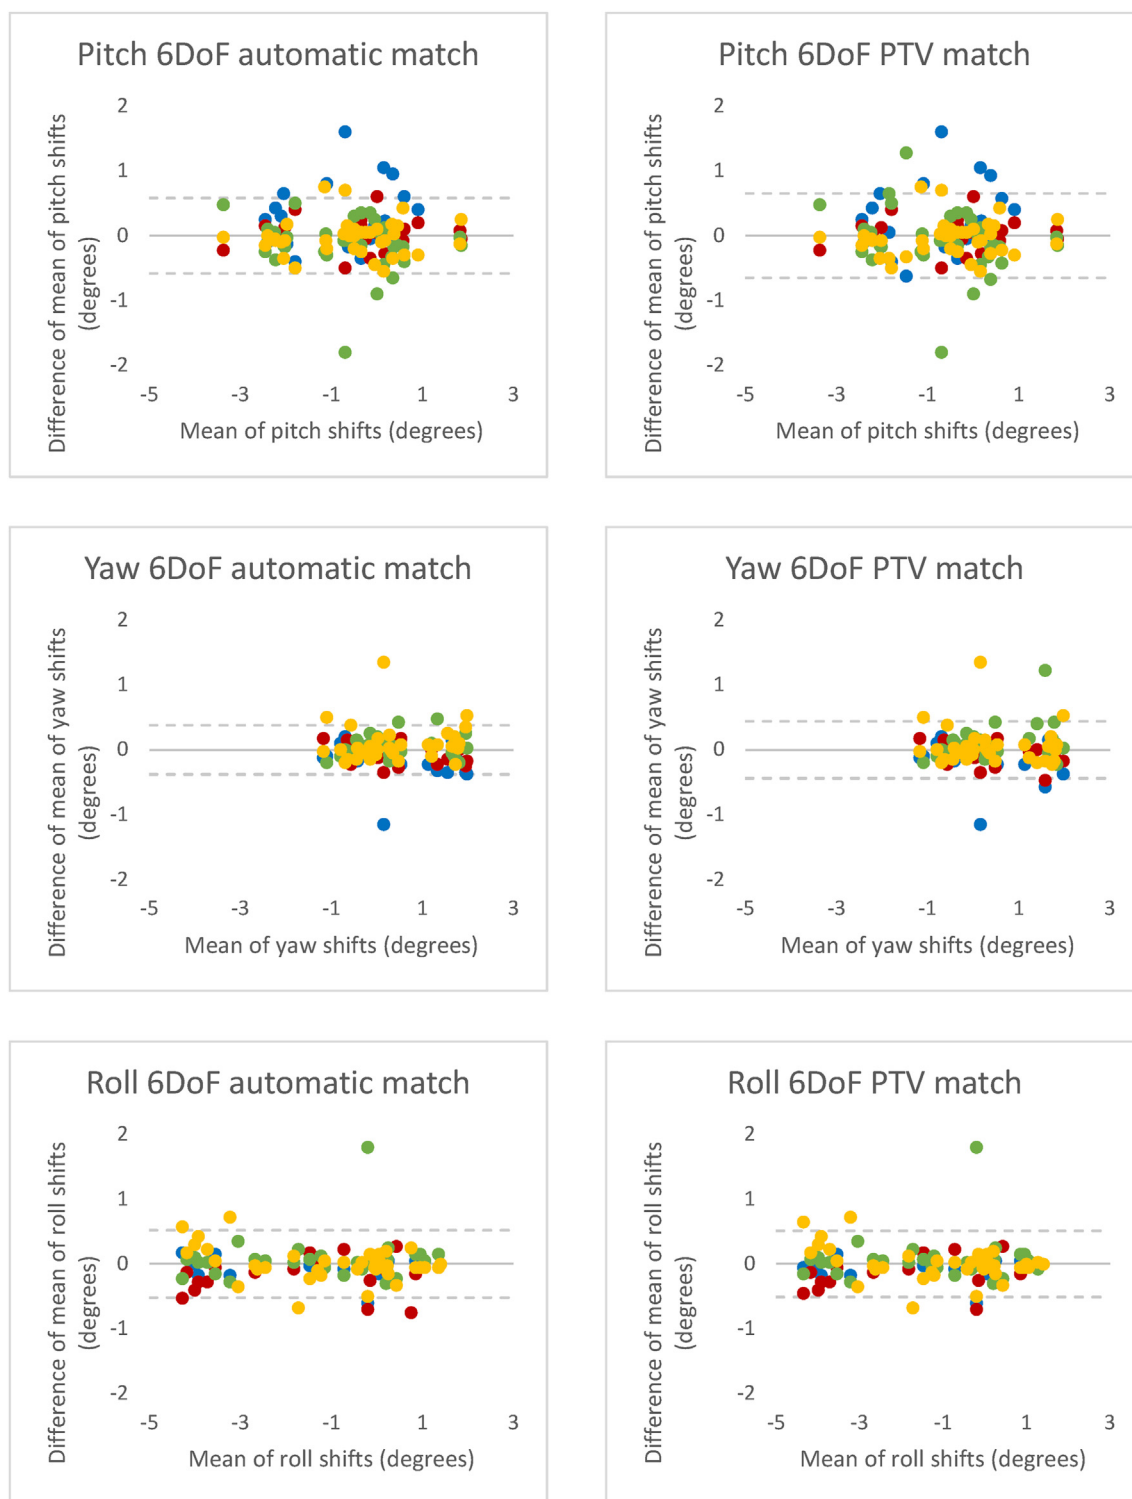 Pitch 6DoF automatic match
Difference of mean of pitch shifts
(degrees)
2
1
0
-1
-2
-5 -3 -1 1 3
Mean of pitch shifts (degrees)
Pitch 6DoF PTV match
Difference of mean of pitch shifts
(degrees)
2
1
0
-1
-2
-5 -3 -1 1 3
Mean of pitch shifts (degrees)
Yaw 6DoF automatic match
Difference of mean of yaw shifts
(degrees)
2
1
0
-1
-2
-5 -3 -1 1 3
Mean of yaw shifts (degrees)
Yaw 6DoF PTV match
Difference of mean of yaw shifts
(degrees)
2
1
0
-1
-2
-5 -3 -1 1 3
Mean of yaw shifts (degrees)
Roll 6DoF automatic match
Difference of mean of roll shifts
(degrees)
2
1
0
-1
-2
-5 -3 -1 1 3
Mean of roll shifts (degrees)
Roll 6DoF PTV match
Difference of mean of roll shifts
(degrees)
2
1
0
-1
-2
-5 -3 -1 1 3
Mean of roll shifts (degrees)